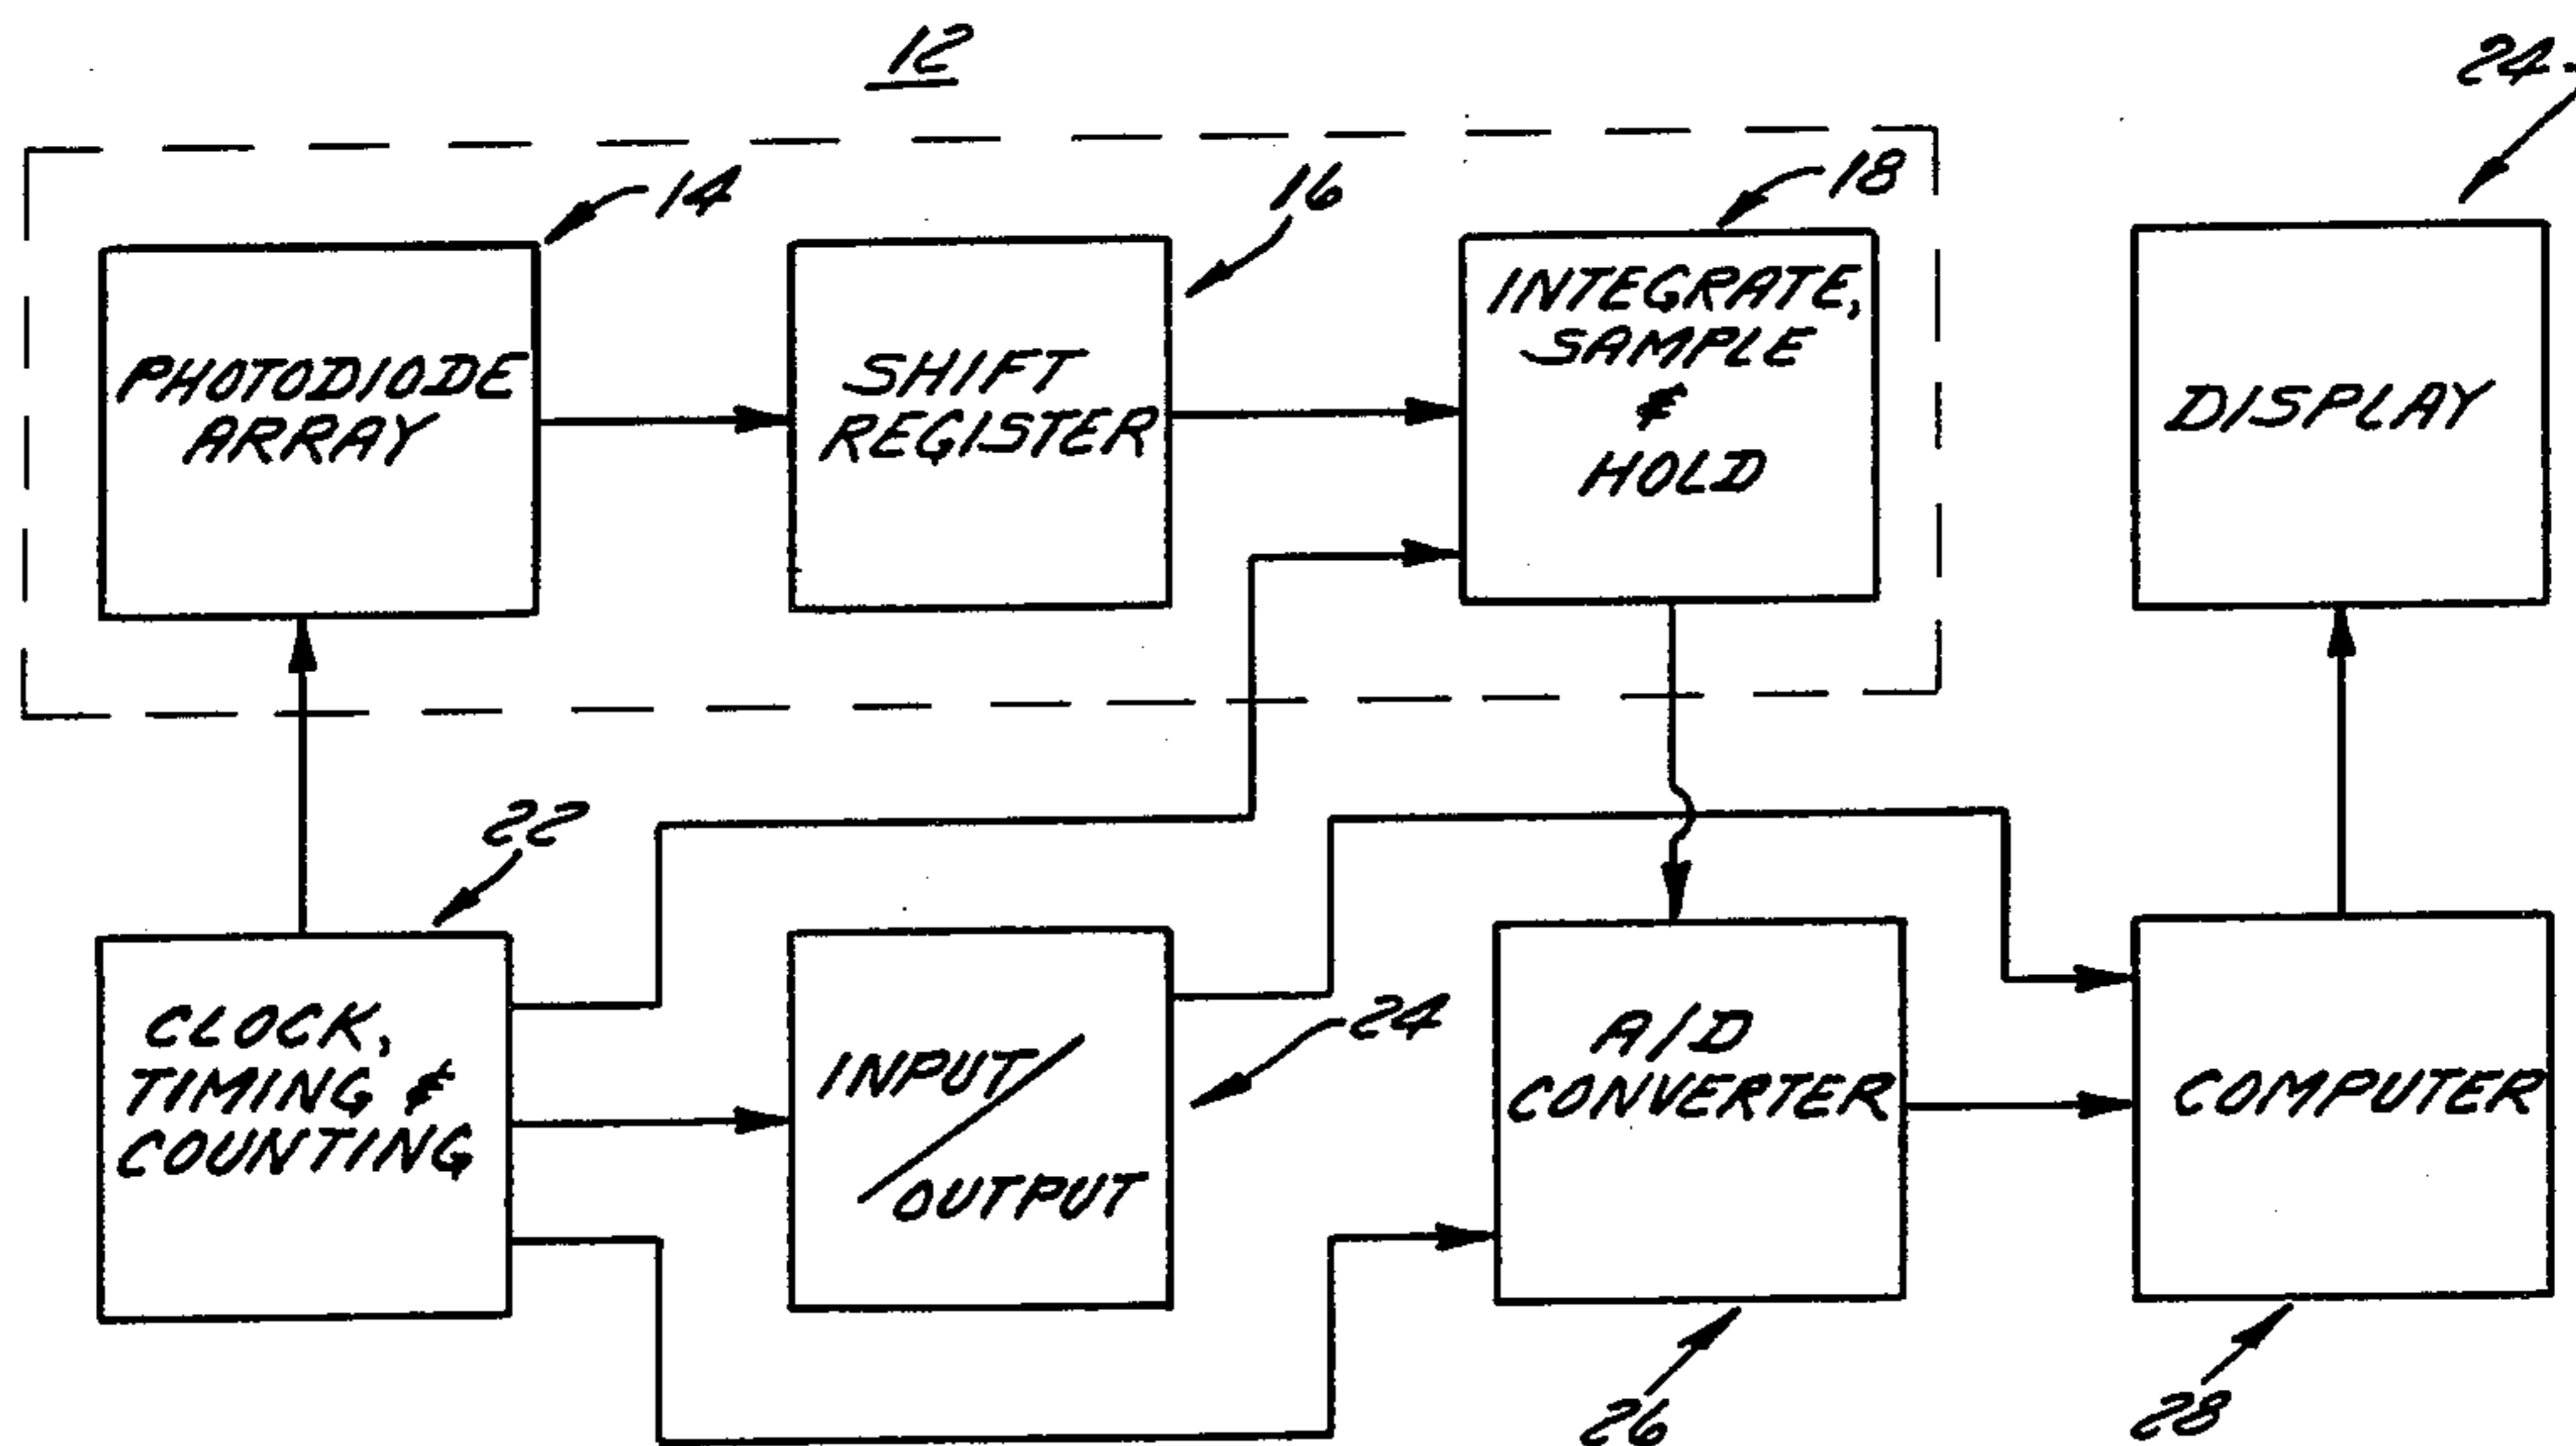 12
24
14
16
18
PHOTODIODE
ARRAY
SHIFT
REGISTER
INTEGRATE,
SAMPLE
&
HOLD
DISPLAY
22
CLOCK,
TIMING &
COUNTING
INPUT/
OUTPUT
24
A/D
CONVERTER
COMPUTER
26
28